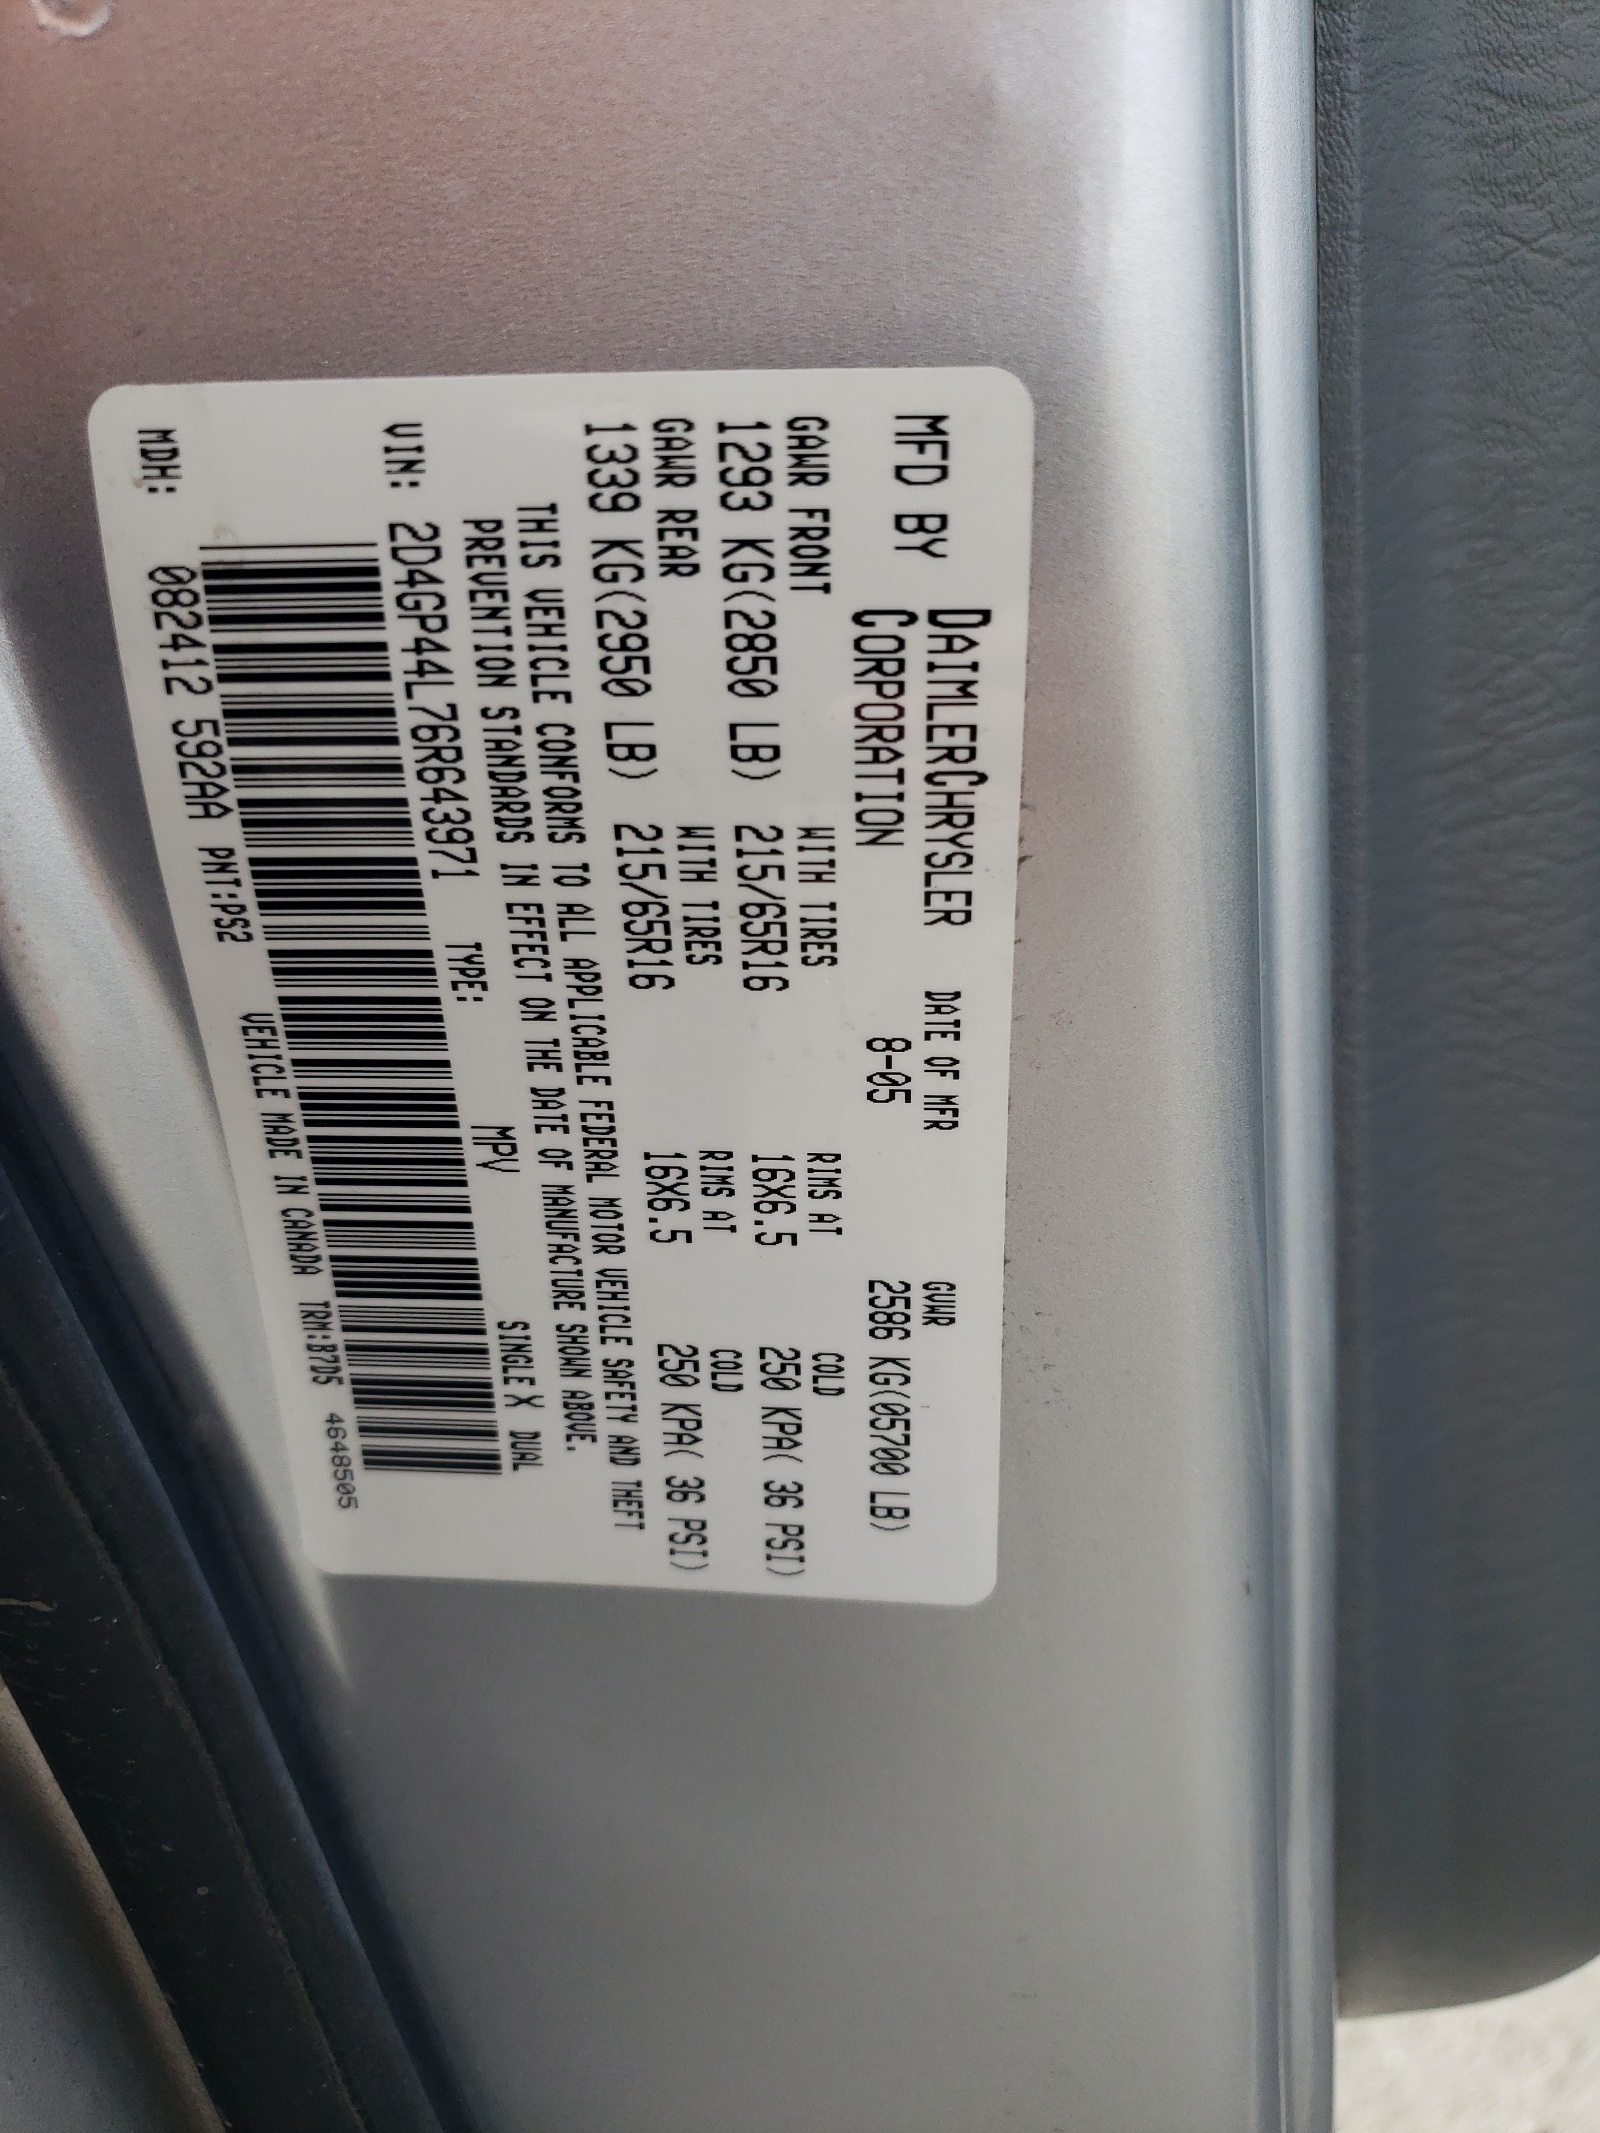 MFD BY DAIMLERCHRYSLER CORPORATION DATE OF MFR 8-05 GVWR 2586 KG(05700 LB)
GAWR FRONT WITH TIRES RIMS AT COLD
1293 KG(2850 LB) 215/65R16 16X6.5 250 KPA( 36 PSI)
GAWR REAR WITH TIRES RIMS AT COLD
1339 KG(2950 LB) 215/65R16 16X6.5 250 KPA( 36 PSI)
THIS VEHICLE CONFORMS TO ALL APPLICABLE FEDERAL MOTOR VEHICLE SAFETY AND THEFT
PREVENTION STANDARDS IN EFFECT ON THE DATE OF MANUFACTURE SHOWN ABOVE.
VIN: 2D4GP44L76R643971 TYPE: MPV SINGLE X DUAL
MDH: 082412 592AA PNT:PS2 VEHICLE MADE IN CANADA TRM:B7D5 4648505